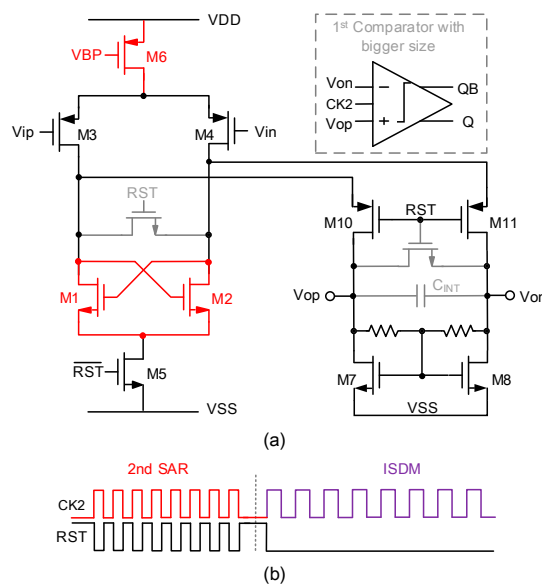 VDD
1st Comparator with
bigger size
VBP
M6
Von
QB
CK2
Vop
Q
Vip
M3
M4
Vin
RST
M10
RST
M11
M1
M2
Vop
CINT
Von
RST
M5
M7
M8
VSS
VSS
(a)
2nd SAR
ISDM
CK2
RST
(b)